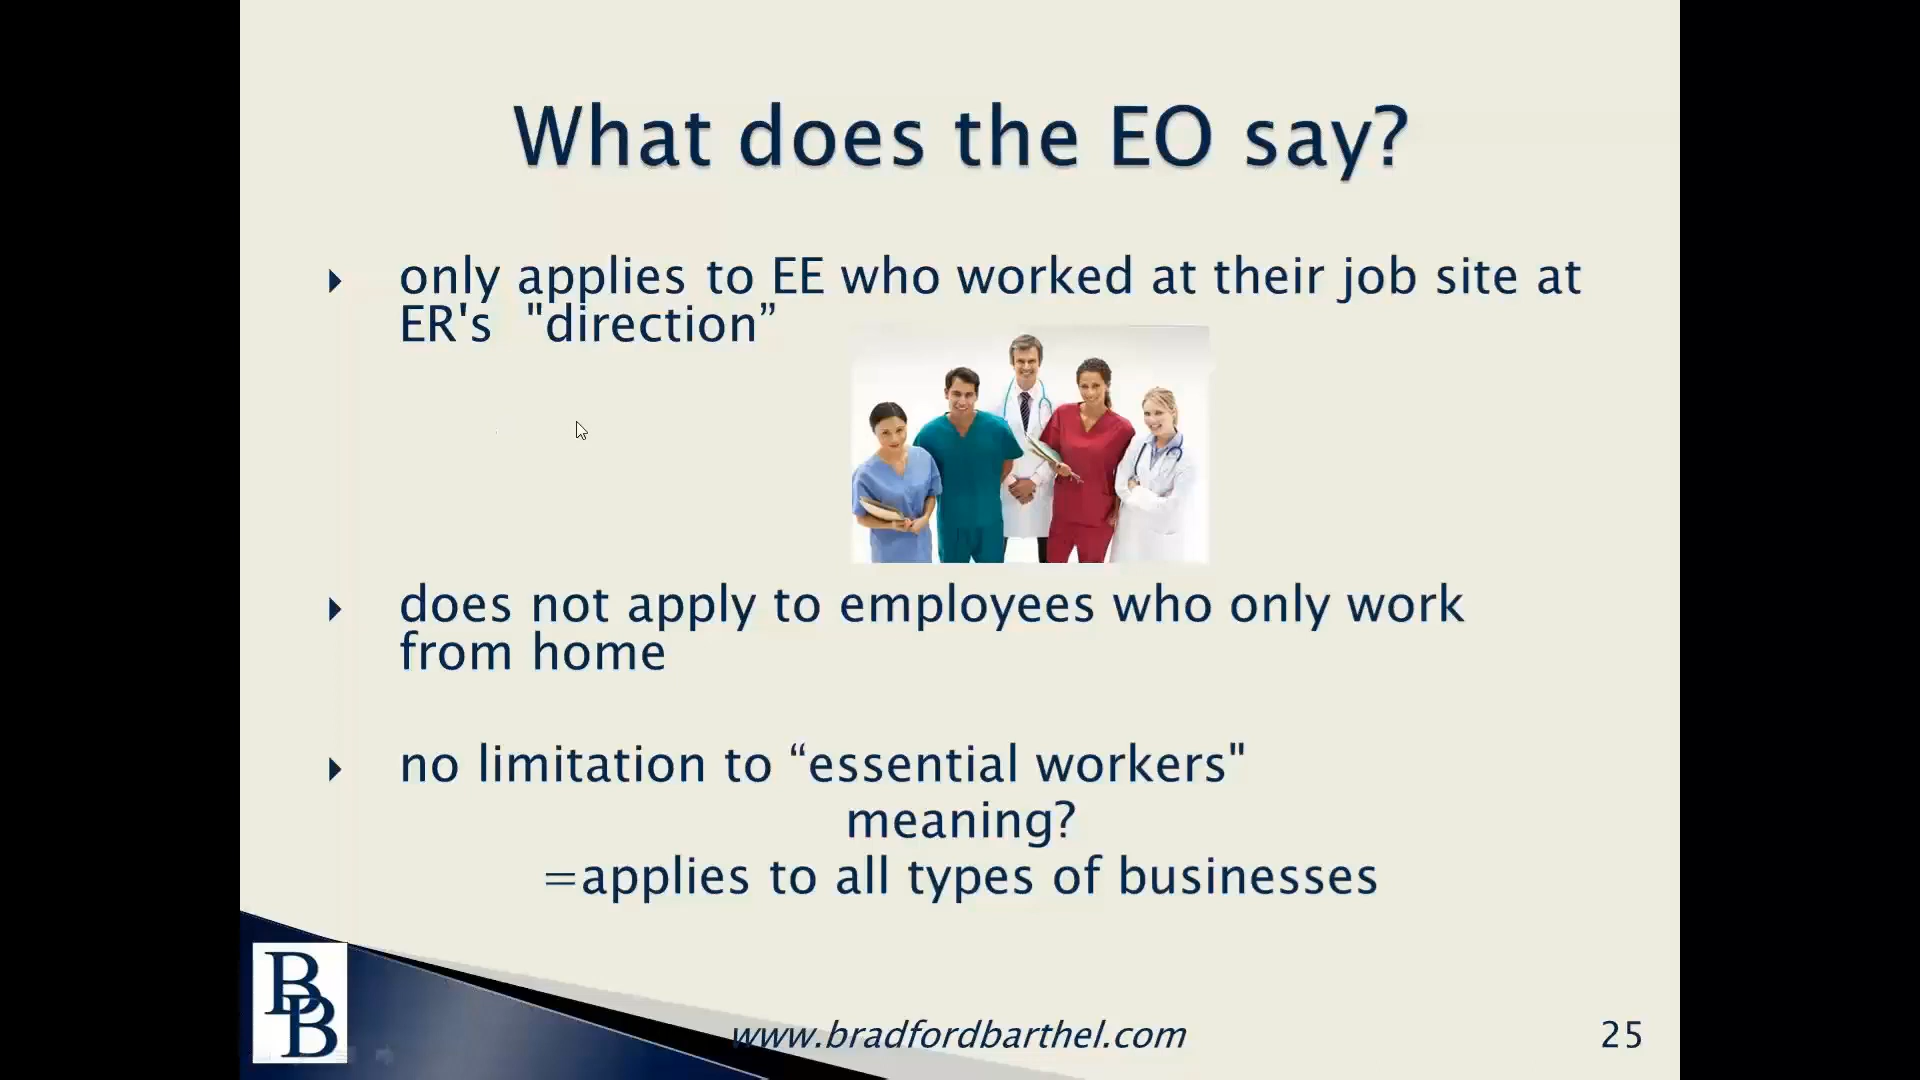 What does the EO say?
only applies to EE who worked at their job site at
ER's "direction”
does not apply to employees who only work
from home
no limitation to “essential workers"
meaning?
=applies to all types of businesses
BB
www.bradfordbarthel.com
25